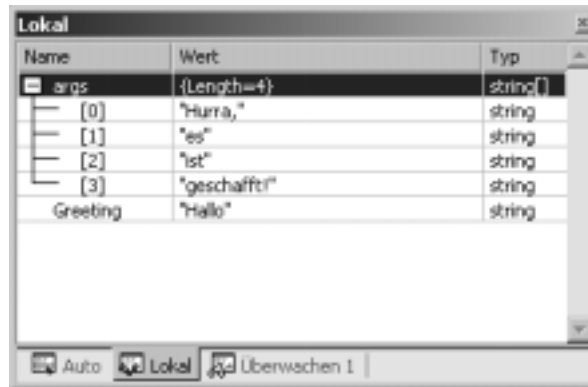 Lokal
Name Wert Typ
args {Length=4} string[]
[0] "Hurra," string
[1] "es" string
[2] "ist" string
[3] "geschafft!" string
Greeting "Hallo" string
Auto Lokal Überwachen 1